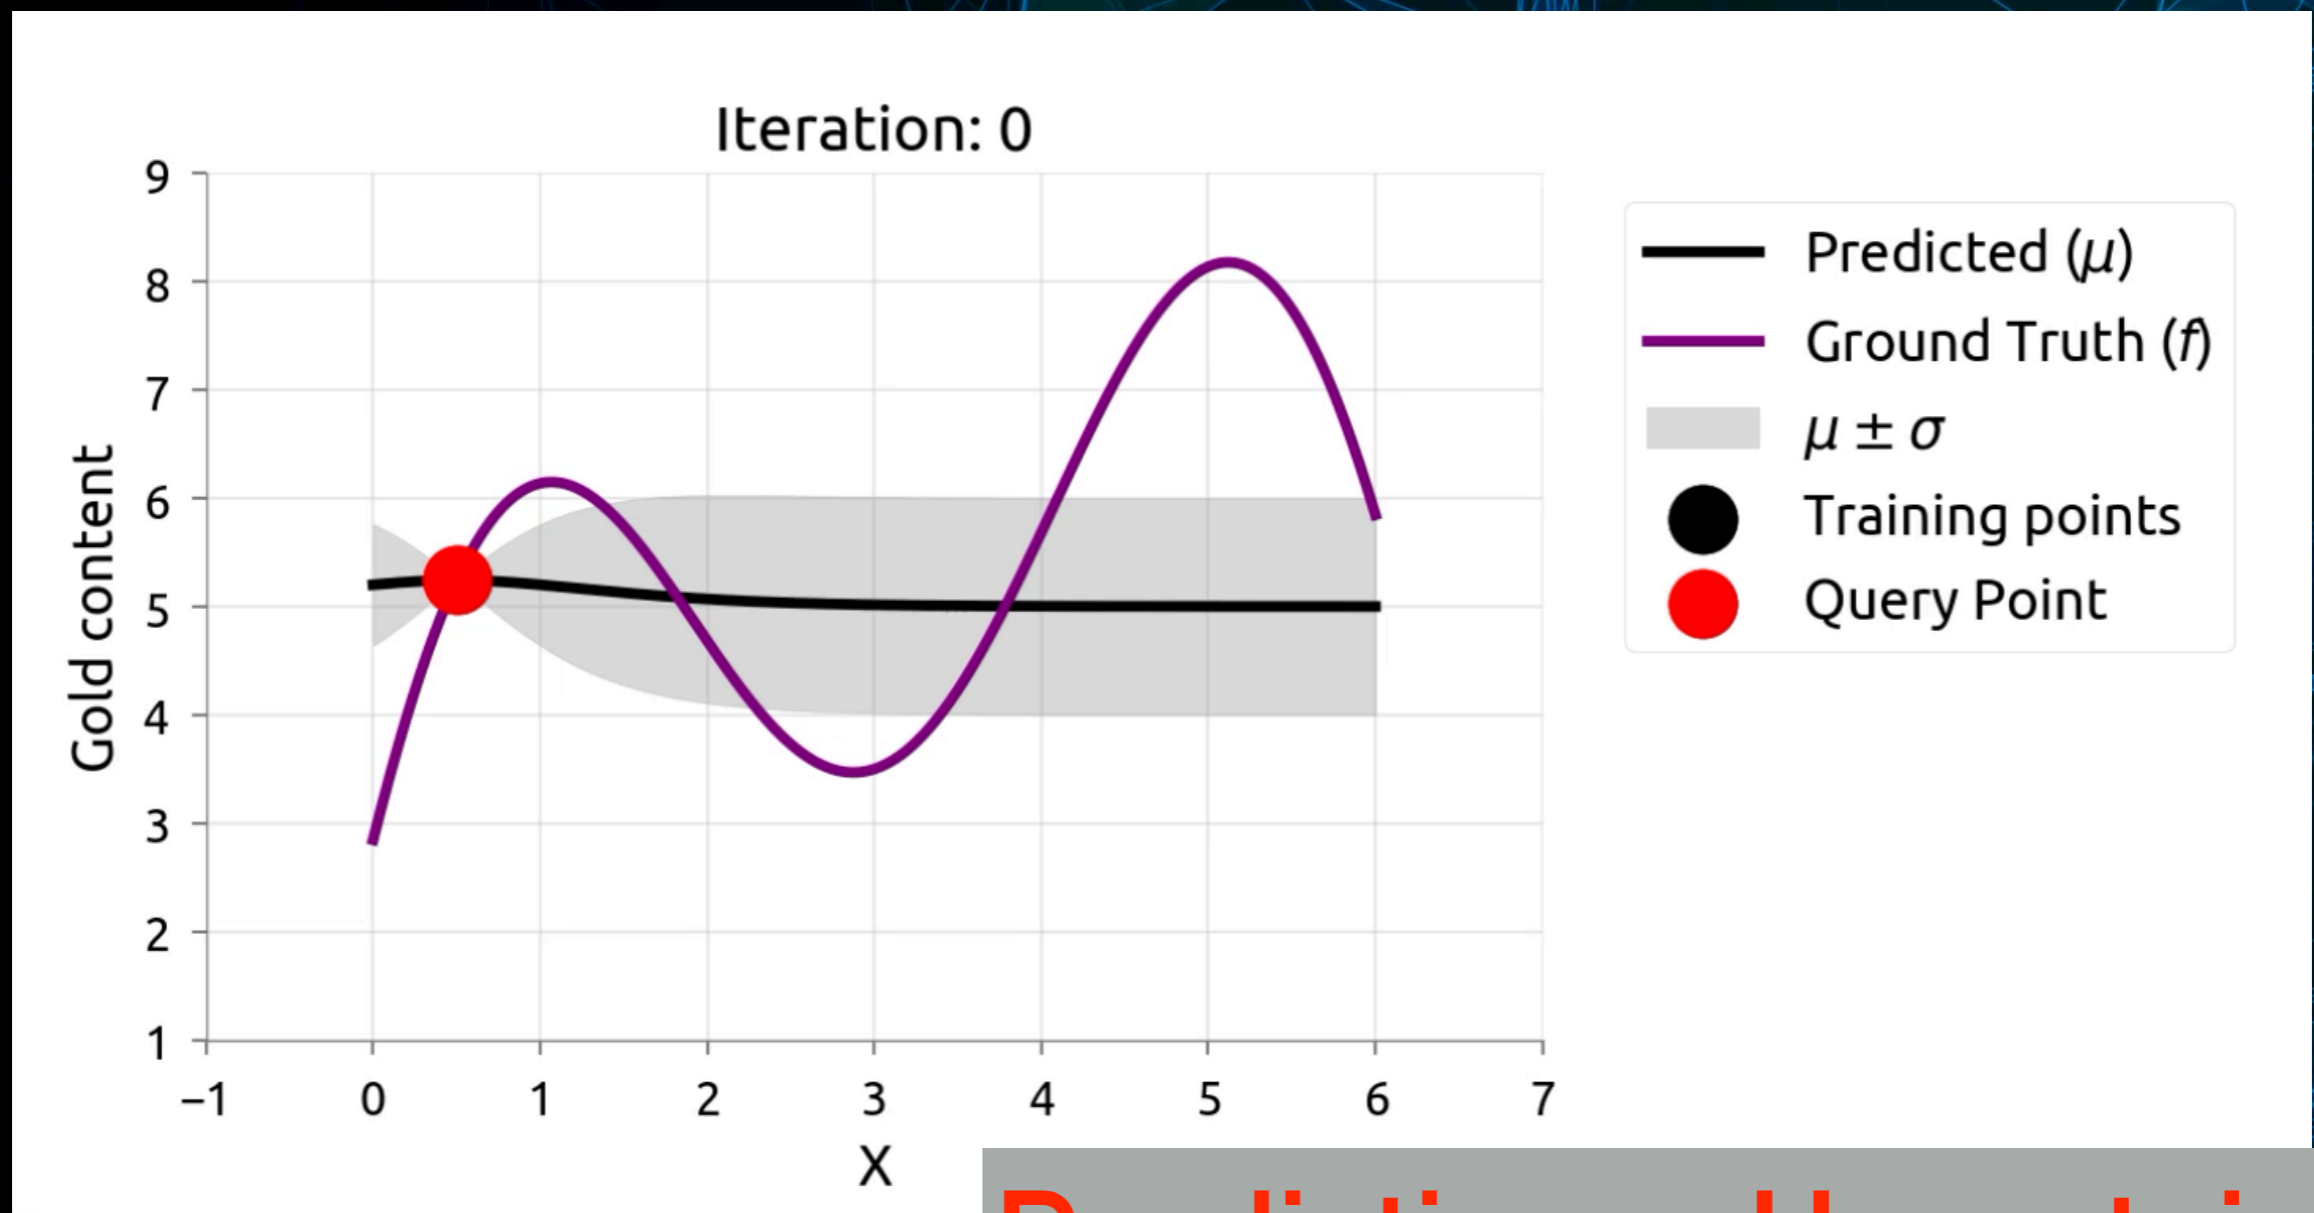 Iteration: 0
9
8
7
6
5
4
3
2
1
Gold content
−1 0 1 2 3 4 5 6 7
X
Predicted (μ)
Ground Truth (f)
μ ± σ
Training points
Query Point